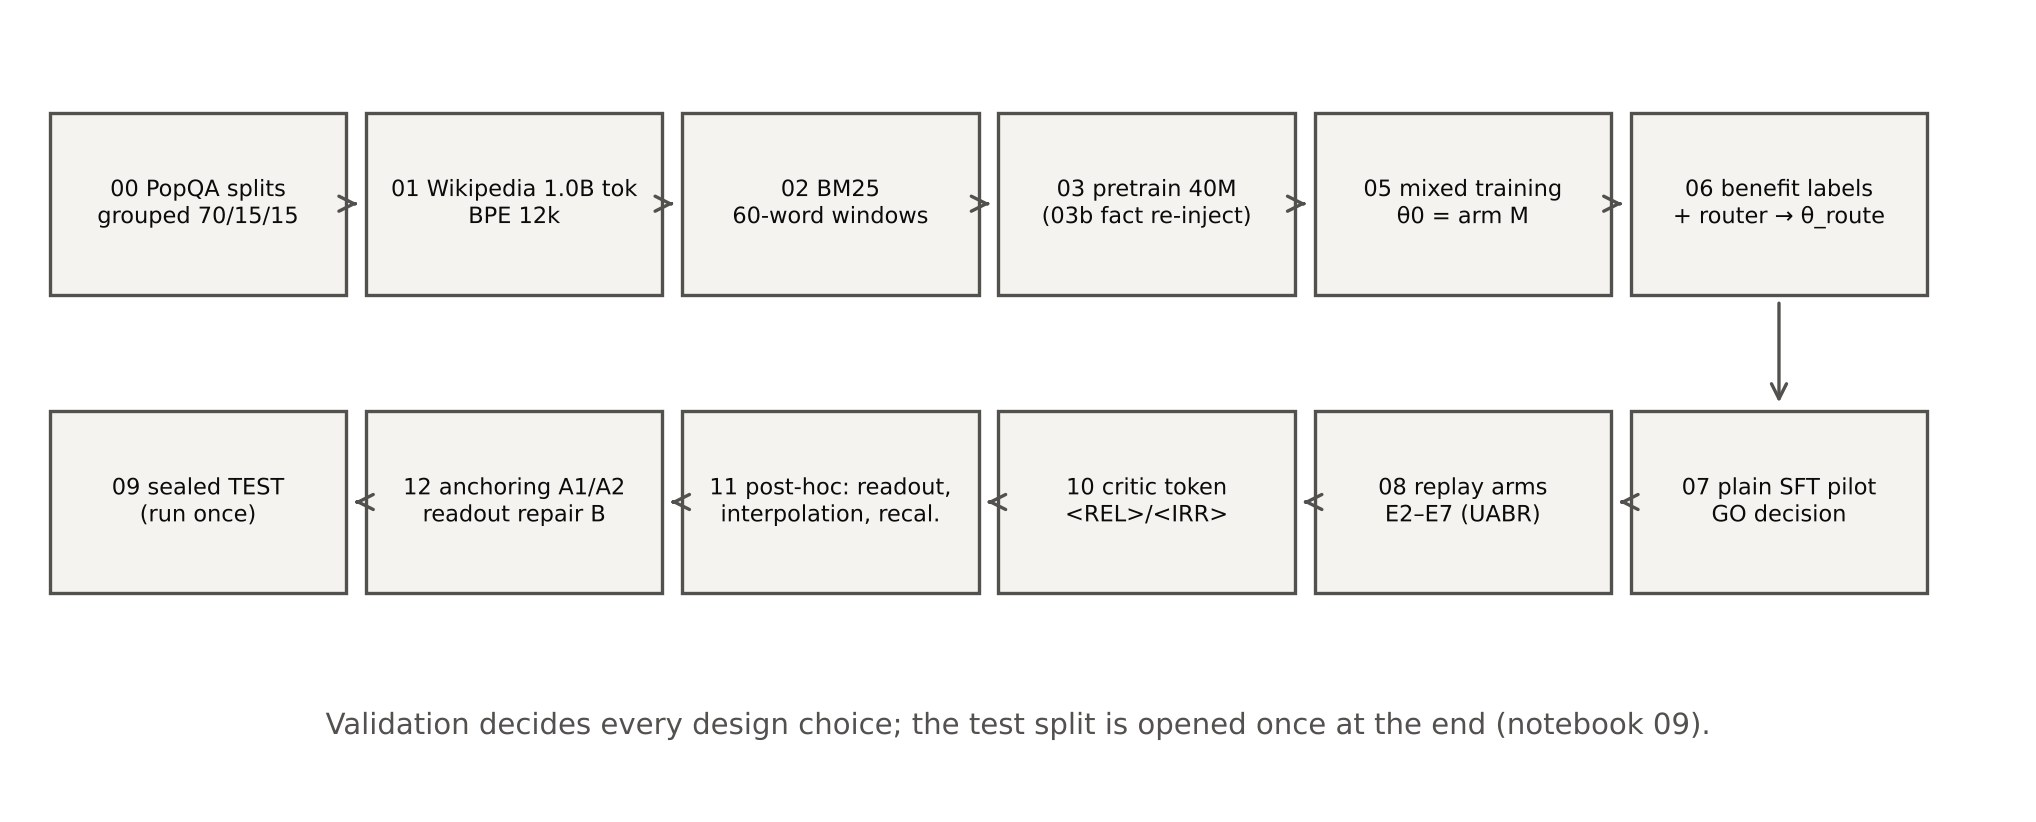 00 PopQA splits
grouped 70/15/15
01 Wikipedia 1.0B tok
BPE 12k
02 BM25
60-word windows
03 pretrain 40M
(03b fact re-inject)
05 mixed training
θ0 = arm M
06 benefit labels
+ router → θ_route
09 sealed TEST
(run once)
12 anchoring A1/A2
readout repair B
11 post-hoc: readout,
interpolation, recal.
10 critic token
<REL>/<IRR>
08 replay arms
E2–E7 (UABR)
07 plain SFT pilot
GO decision
Validation decides every design choice; the test split is opened once at the end (notebook 09).